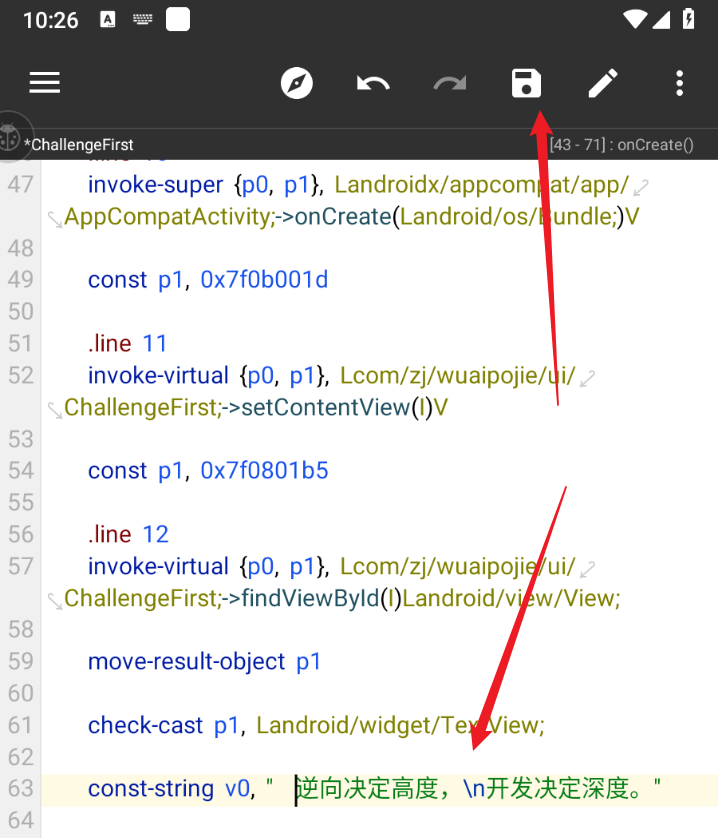 10:26
A
*ChallengeFirst
[43 - 71] : onCreate()
47 invoke-super {p0, p1}, Landroidx/appcompat/app/
AppCompatActivity;->onCreate(Landroid/os/Bundle;)V
48
49 const p1, 0x7f0b001d
50
51 .line 11
52 invoke-virtual {p0, p1}, Lcom/zj/wuaipojie/ui/
ChallengeFirst;->setContentView(I)V
53
54 const p1, 0x7f0801b5
55
56 .line 12
57 invoke-virtual {p0, p1}, Lcom/zj/wuaipojie/ui/
ChallengeFirst;->findViewById(I)Landroid/view/View;
58
59 move-result-object p1
60
61 check-cast p1, Landroid/widget/TextView;
62
63 const-string v0, "   逆向决定高度，\n开发决定深度。"
64